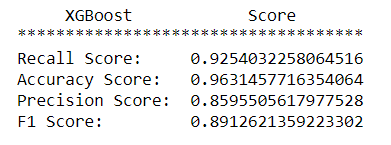 XGBoost Score
************************************
Recall Score: 0.9254032258064516
Accuracy Score: 0.9631457716354064
Precision Score: 0.8595505617977528
F1 Score: 0.8912621359223302